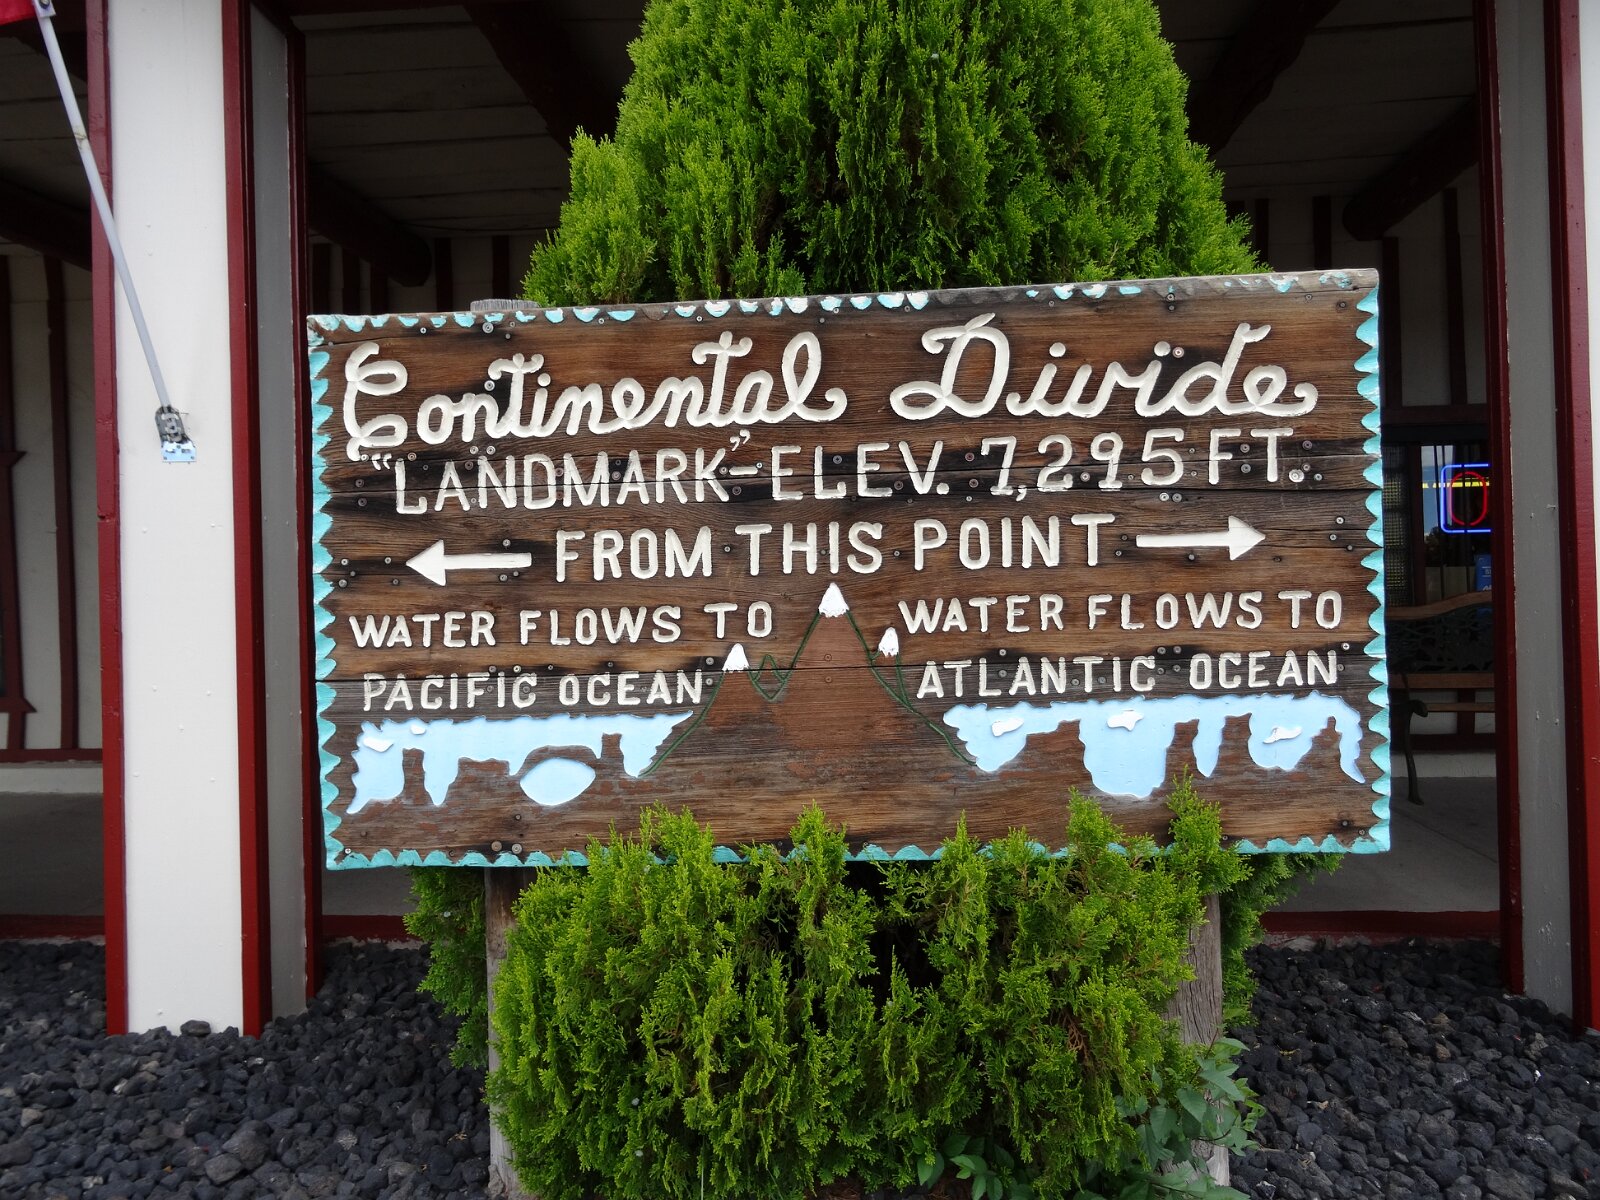 Continental Divide
"LANDMARK"-ELEV. 7,295 FT.
← FROM THIS POINT →
WATER FLOWS TO
PACIFIC OCEAN
WATER FLOWS TO
ATLANTIC OCEAN